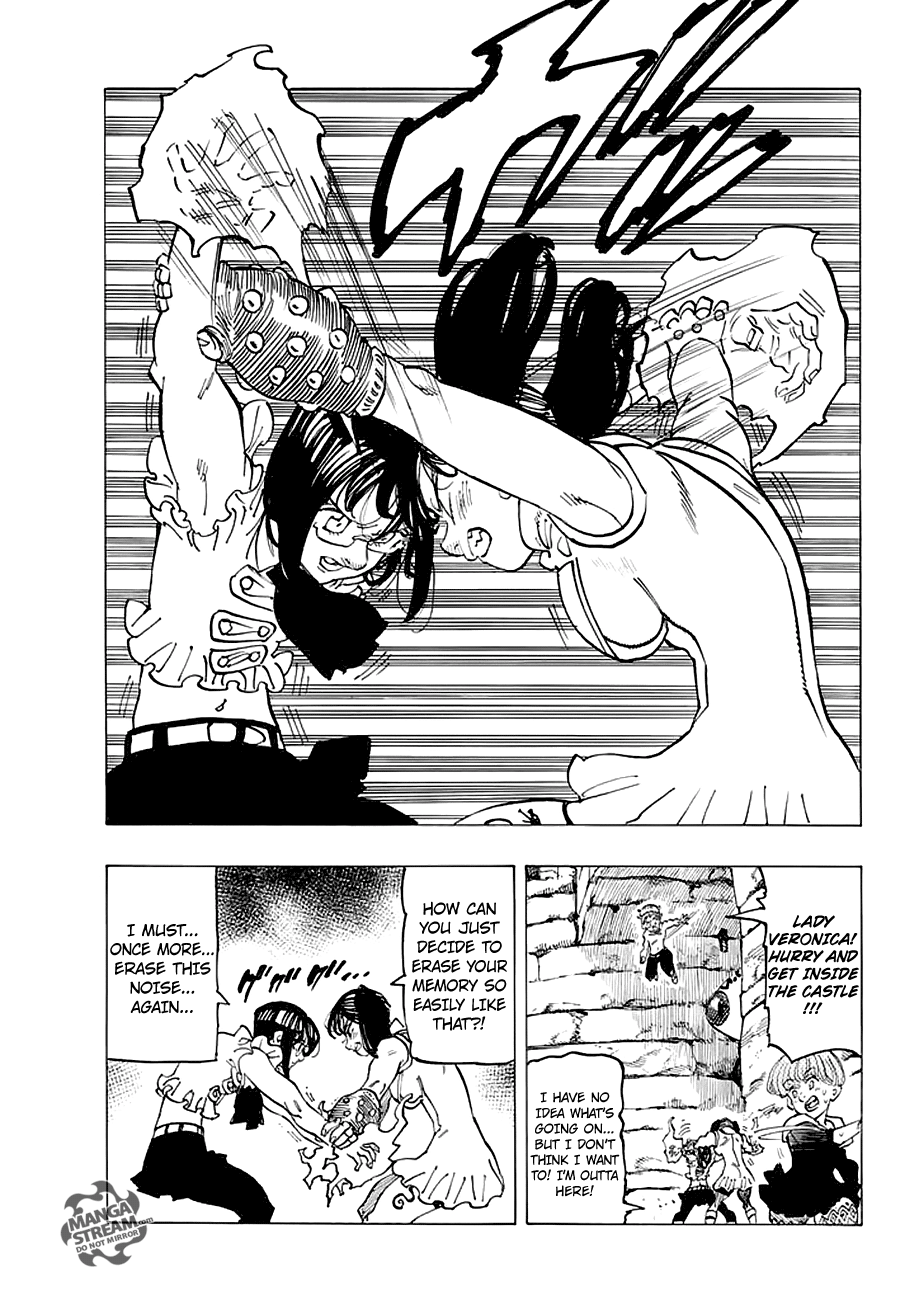 LADY
VERONICA!
HURRY AND
GET INSIDE
THE CASTLE
!!!
I HAVE NO
IDEA WHAT'S
GOING ON...
BUT I DON'T
THINK I WANT
TO! I'M OUTTA
HERE!
HOW CAN
YOU JUST
DECIDE TO
ERASE YOUR
MEMORY SO
EASILY LIKE
THAT?!
I MUST...
ONCE MORE...
ERASE THIS
NOISE...
AGAIN...
MANGA
STREAM.com
DO NOT MIRROR